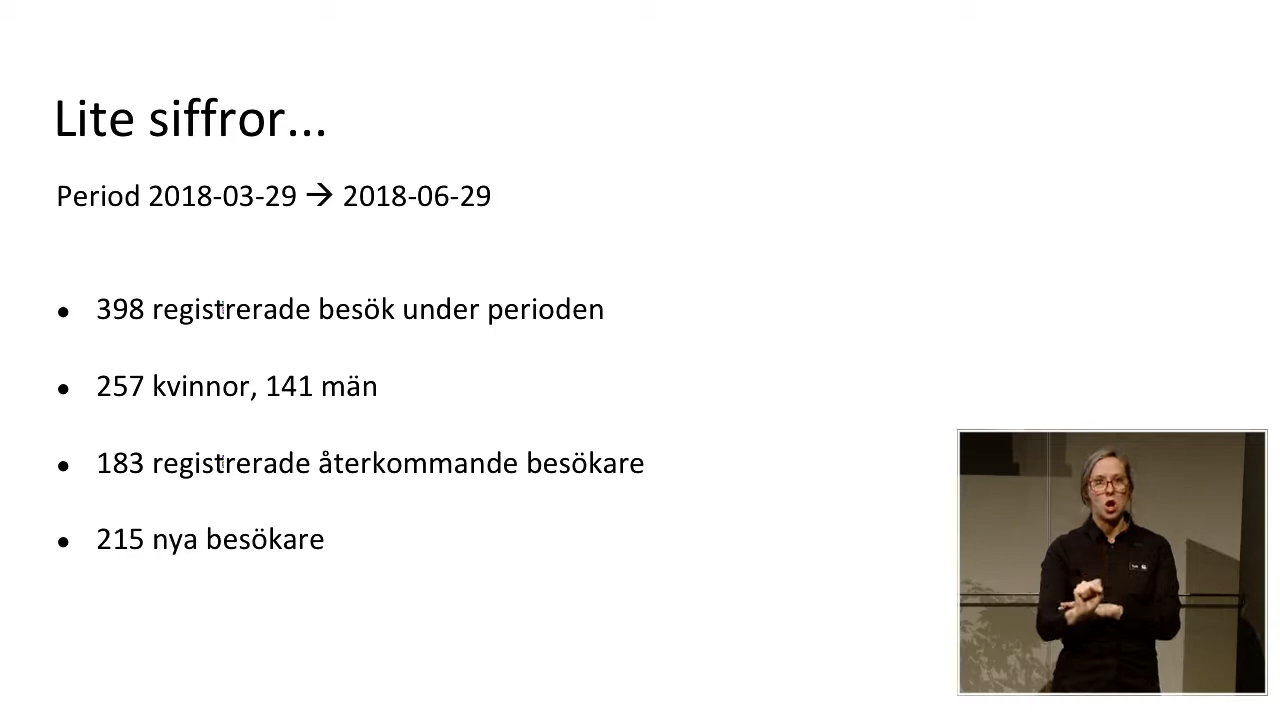 Lite siffror...
Period 2018-03-29 → 2018-06-29
● 398 registrerade besök under perioden
● 257 kvinnor, 141 män
● 183 registrerade återkommande besökare
● 215 nya besökare